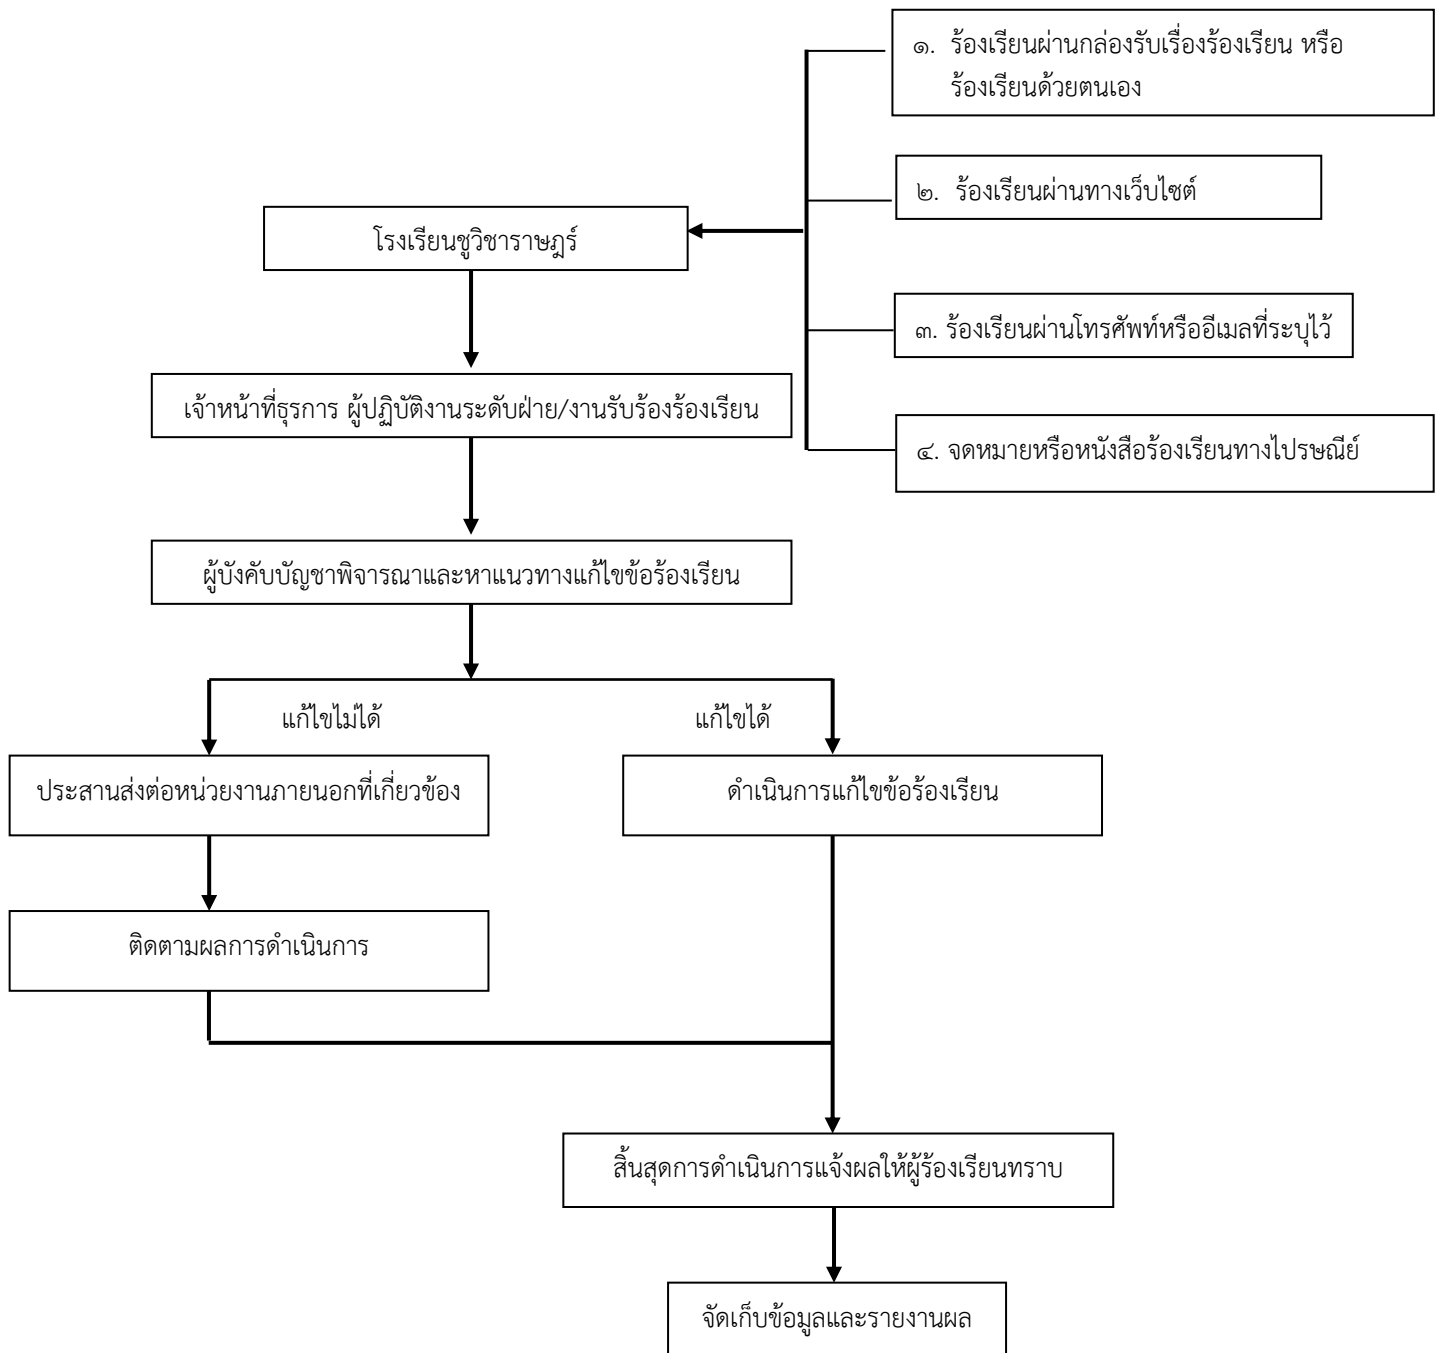 ๑. ร้องเรียนผ่านกล่องรับเรื่องร้องเรียน หรือ
ร้องเรียนด้วยตนเอง
๒. ร้องเรียนผ่านทางเว็บไซต์
โรงเรียนชูวิชาราษฎร์
๓. ร้องเรียนผ่านโทรศัพท์หรืออีเมลที่ระบุไว้
เจ้าหน้าที่ธุรการ ผู้ปฏิบัติงานระดับฝ่าย/งานรับร้องร้องเรียน
๔. จดหมายหรือหนังสือร้องเรียนทางไปรษณีย์
ผู้บังคับบัญชาพิจารณาและหาแนวทางแก้ไขข้อร้องเรียน
แก้ไขไม่ได้
แก้ไขได้
ประสานส่งต่อหน่วยงานภายนอกที่เกี่ยวข้อง
ดำเนินการแก้ไขข้อร้องเรียน
ติดตามผลการดำเนินการ
สิ้นสุดการดำเนินการแจ้งผลให้ผู้ร้องเรียนทราบ
จัดเก็บข้อมูลและรายงานผล